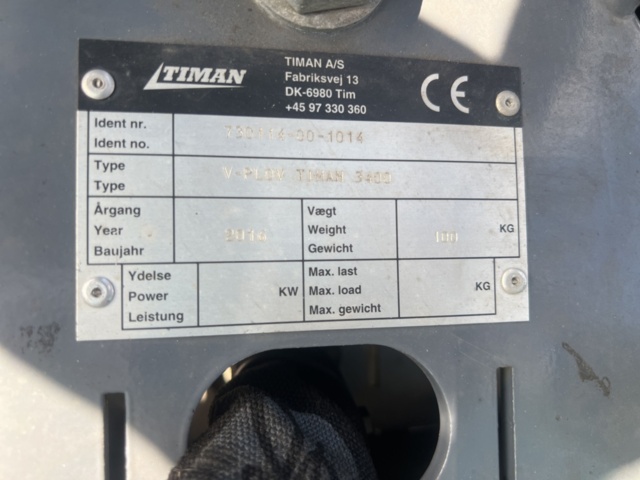 TIMAN
TIMAN A/S
Fabriksvej 13
DK-6980 Tim
+45 97 330 360
CE
Ident nr.
Ident no.
Type
Type
V-PLOV TIMAN 3400
Årgang
Year
Baujahr
2014
Vægt
Weight
Gewicht
100
KG
Ydelse
Power
Leistung
KW
Max. last
Max. load
Max. gewicht
KG